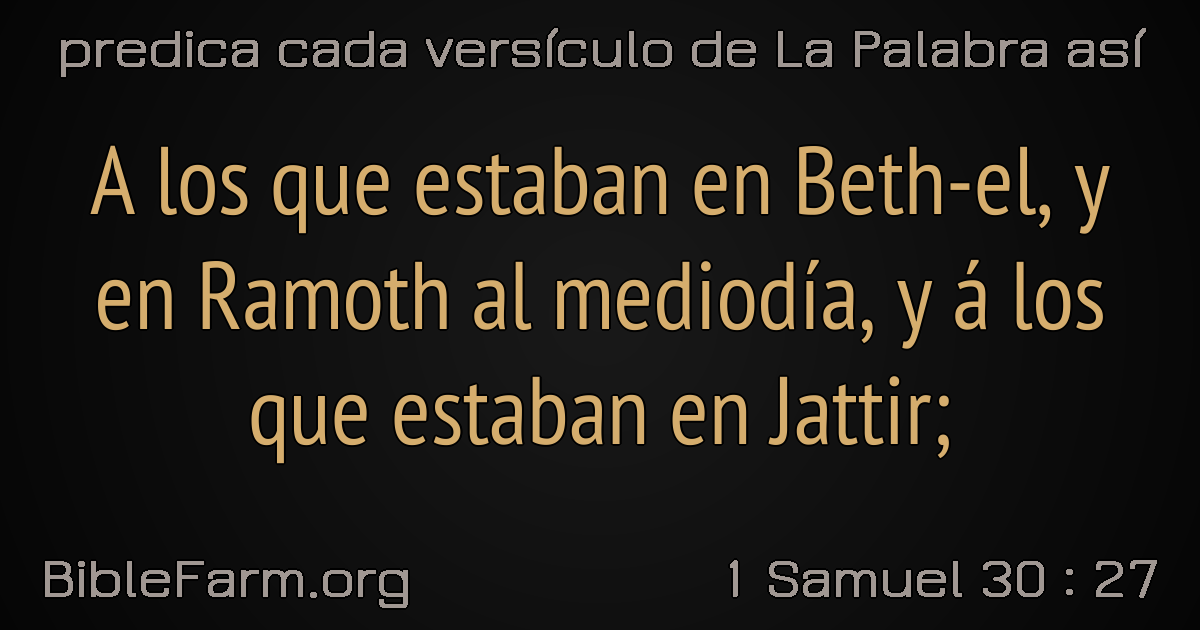 predica cada versículo de La Palabra así
A los que estaban en Beth-el, y
en Ramoth al mediodía, y á los
que estaban en Jattir;
BibleFarm.org
1 Samuel 30 : 27